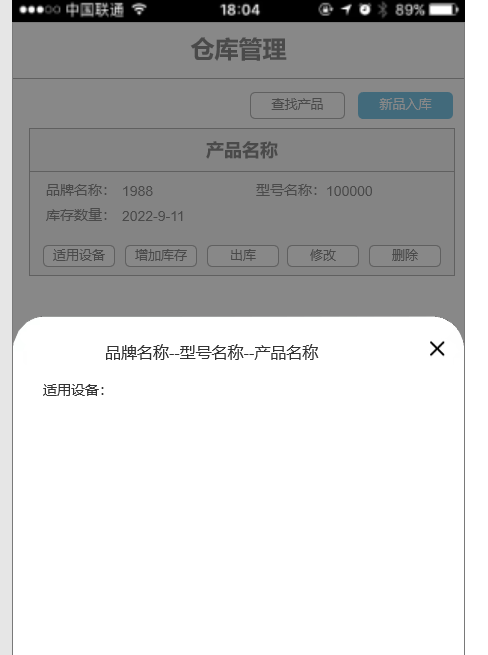 中国联通 18:04 89%
仓库管理
查找产品 新品入库
产品名称
品牌名称： 1988 型号名称：100000
库存数量： 2022-9-11
适用设备 增加库存 出库 修改 删除
品牌名称--型号名称--产品名称
适用设备：